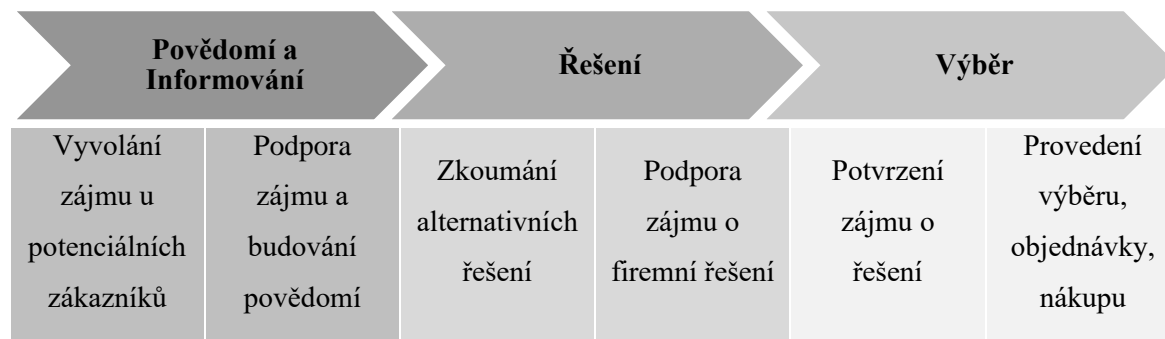 Povědomí a
Informování
Řešení
Výběr
Vyvolání
zájmu u
potenciálních
zákazníků
Podpora
zájmu a
budování
povědomí
Zkoumání
alternativních
řešení
Podpora
zájmu o
firemní řešení
Potvrzení
zájmu o
řešení
Provedení
výběru,
objednávky,
nákupu